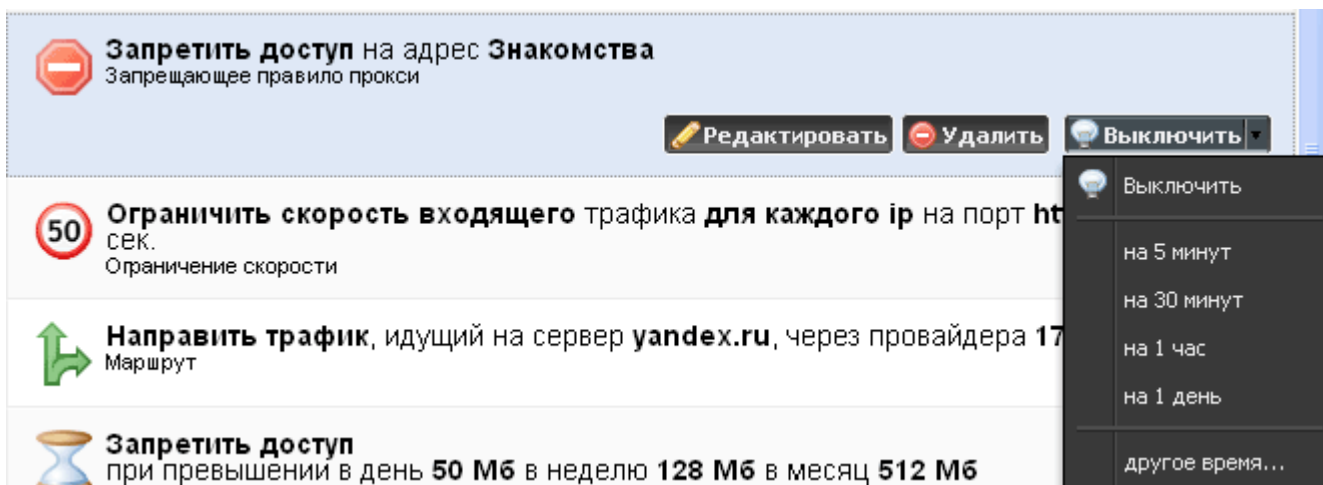 Запретить доступ на адрес Знакомства
Запрещающее правило прокси
Редактировать Удалить Выключить
Выключить
50 Ограничить скорость входящего трафика для каждого ip на порт ht
сек.
Ограничение скорости
на 5 минут
на 30 минут
Направить трафик, идущий на сервер yandex.ru, через провайдера 17
Маршрут
на 1 час
на 1 день
Запретить доступ
при превышении в день 50 Мб в неделю 128 Мб в месяц 512 Мб
другое время...